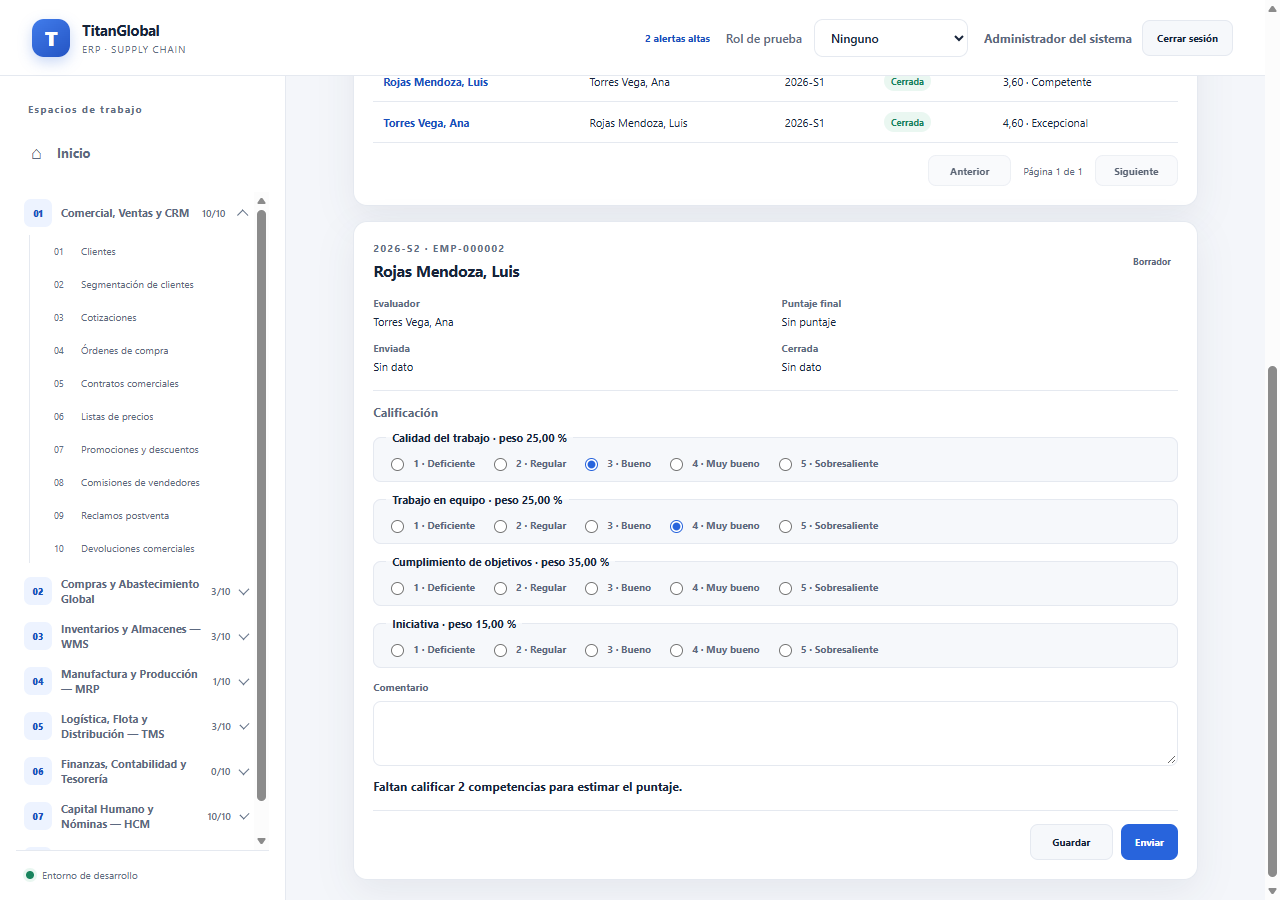 T
TitanGlobal
ERP · SUPPLY CHAIN
2 alertas altas
Rol de prueba
Ninguno
Administrador del sistema
Cerrar sesión
Espacios de trabajo
Inicio
01 Comercial, Ventas y CRM 10/10
01 Clientes
02 Segmentación de clientes
03 Cotizaciones
04 Órdenes de compra
05 Contratos comerciales
06 Listas de precios
07 Promociones y descuentos
08 Comisiones de vendedores
09 Reclamos postventa
10 Devoluciones comerciales
02 Compras y Abastecimiento Global 3/10
03 Inventarios y Almacenes — WMS 3/10
04 Manufactura y Producción — MRP 1/10
05 Logística, Flota y Distribución — TMS 3/10
06 Finanzas, Contabilidad y Tesorería 0/10
07 Capital Humano y Nóminas — HCM 10/10
Entorno de desarrollo
Rojas Mendoza, Luis Torres Vega, Ana 2026-S1 Cerrada 3,60 · Competente
Torres Vega, Ana Rojas Mendoza, Luis 2026-S1 Cerrada 4,60 · Excepcional
Anterior Página 1 de 1 Siguiente
2026-S2 · EMP-000002
Rojas Mendoza, Luis
Borrador
Evaluador
Torres Vega, Ana
Puntaje final
Sin puntaje
Enviada
Sin dato
Cerrada
Sin dato
Calificación
Calidad del trabajo · peso 25,00 %
1 · Deficiente 2 · Regular 3 · Bueno 4 · Muy bueno 5 · Sobresaliente
Trabajo en equipo · peso 25,00 %
1 · Deficiente 2 · Regular 3 · Bueno 4 · Muy bueno 5 · Sobresaliente
Cumplimiento de objetivos · peso 35,00 %
1 · Deficiente 2 · Regular 3 · Bueno 4 · Muy bueno 5 · Sobresaliente
Iniciativa · peso 15,00 %
1 · Deficiente 2 · Regular 3 · Bueno 4 · Muy bueno 5 · Sobresaliente
Comentario
Faltan calificar 2 competencias para estimar el puntaje.
Guardar
Enviar